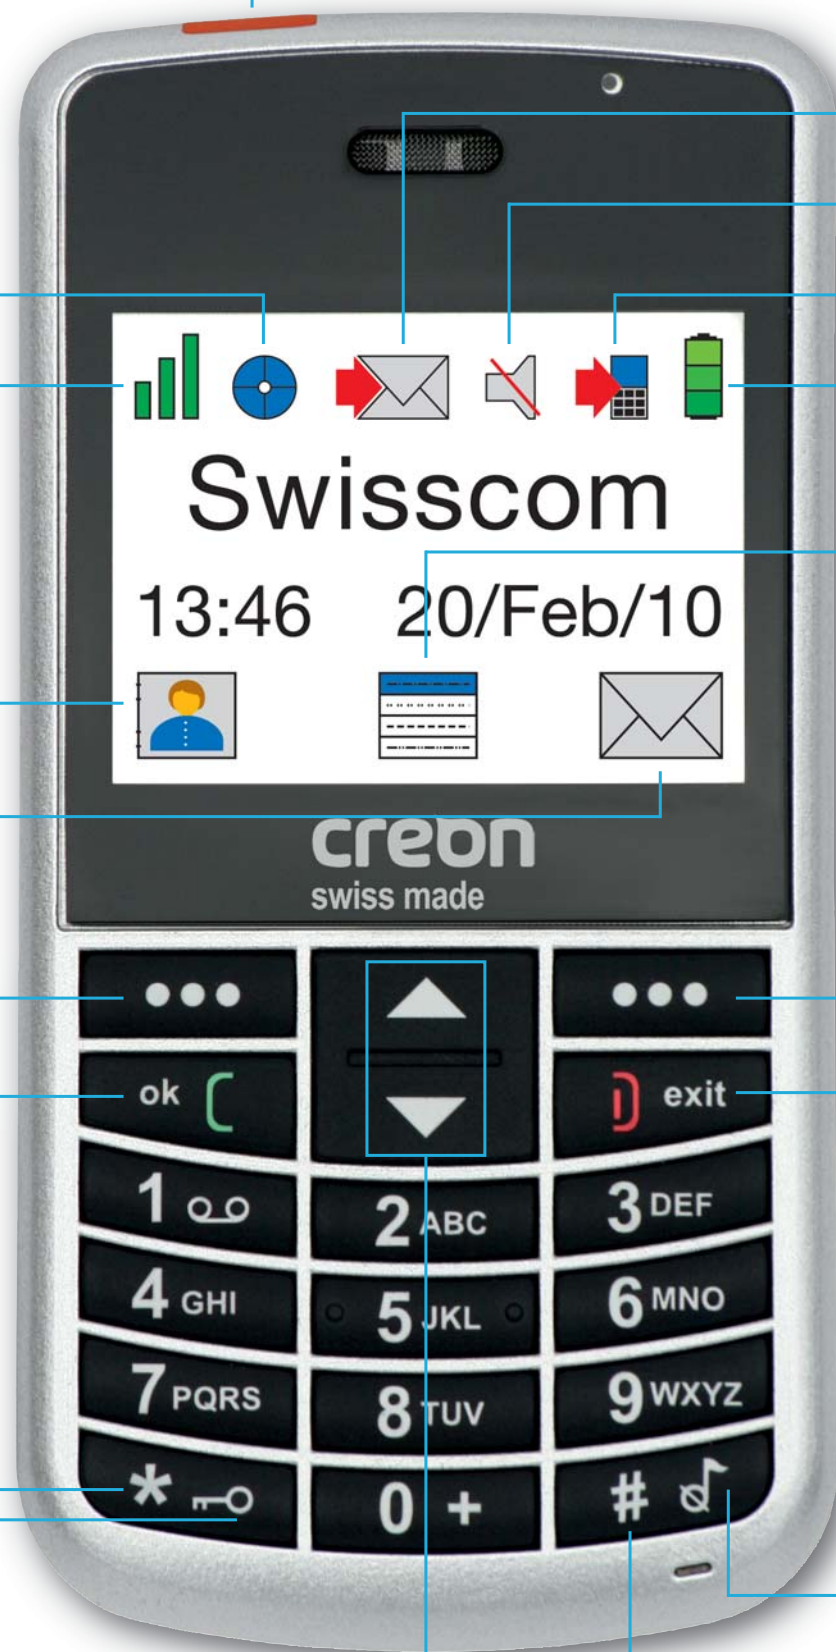 Swisscom
13:46 20/Feb/10
creon
swiss made
ok exit
1 2 ABC 3 DEF
4 GHI 5 JKL 6 MNO
7 PQRS 8 TUV 9 WXYZ
* 0 + #